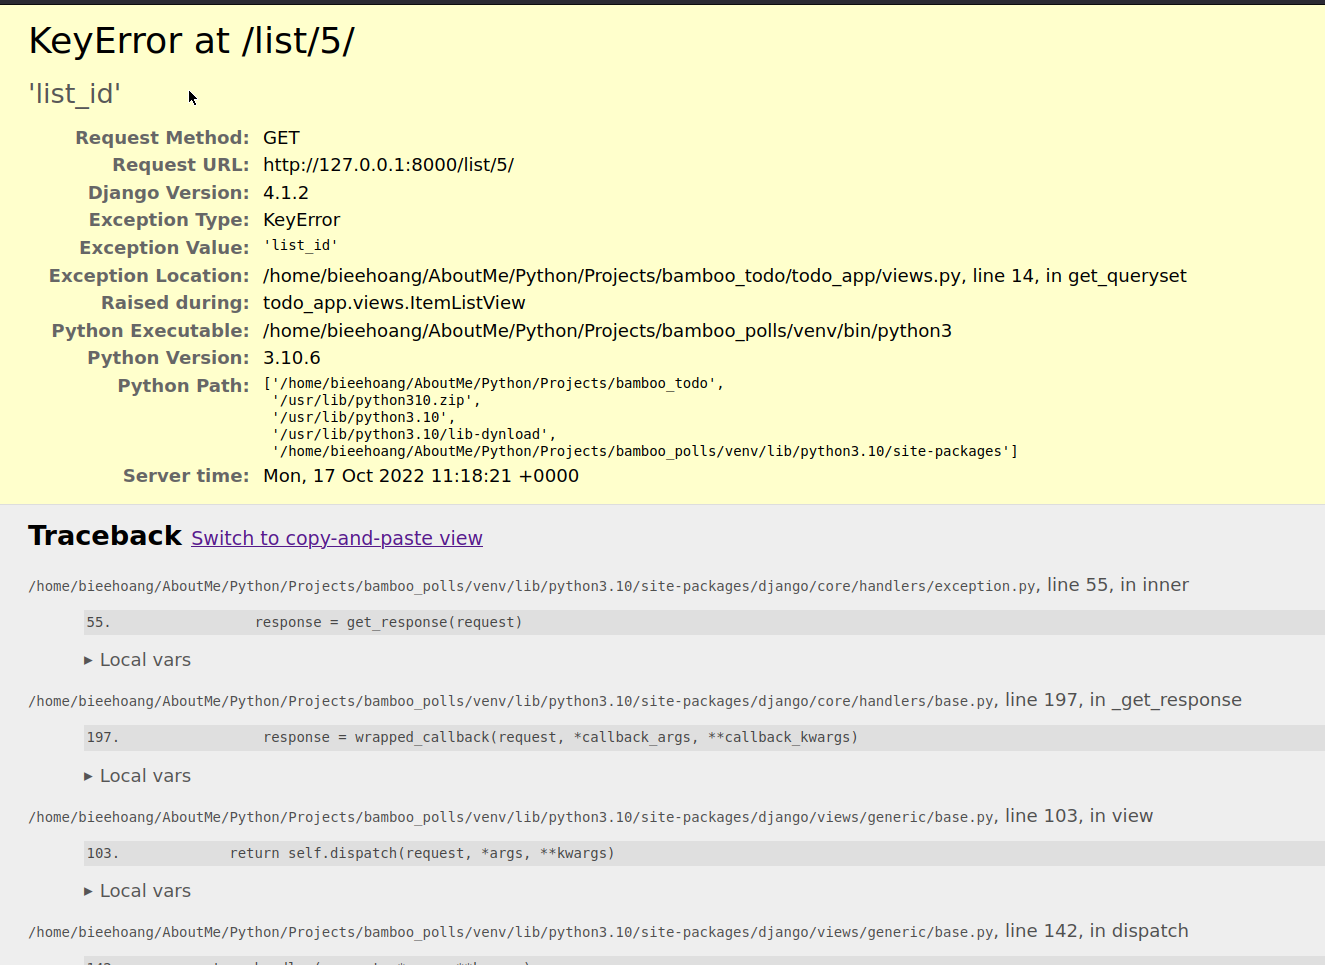 KeyError at /list/5/
'list_id'
Request Method: GET
Request URL: http://127.0.0.1:8000/list/5/
Django Version: 4.1.2
Exception Type: KeyError
Exception Value: 'list_id'
Exception Location: /home/bieehoang/AboutMe/Python/Projects/bamboo_todo/todo_app/views.py, line 14, in get_queryset
Raised during: todo_app.views.ItemListView
Python Executable: /home/bieehoang/AboutMe/Python/Projects/bamboo_polls/venv/bin/python3
Python Version: 3.10.6
Python Path: ['/home/bieehoang/AboutMe/Python/Projects/bamboo_todo',
'/usr/lib/python310.zip',
'/usr/lib/python3.10',
'/usr/lib/python3.10/lib-dynload',
'/home/bieehoang/AboutMe/Python/Projects/bamboo_polls/venv/lib/python3.10/site-packages']
Server time: Mon, 17 Oct 2022 11:18:21 +0000
Traceback Switch to copy-and-paste view
/home/bieehoang/AboutMe/Python/Projects/bamboo_polls/venv/lib/python3.10/site-packages/django/core/handlers/exception.py, line 55, in inner
55. response = get_response(request)
▶ Local vars
/home/bieehoang/AboutMe/Python/Projects/bamboo_polls/venv/lib/python3.10/site-packages/django/core/handlers/base.py, line 197, in _get_response
197. response = wrapped_callback(request, *callback_args, **callback_kwargs)
▶ Local vars
/home/bieehoang/AboutMe/Python/Projects/bamboo_polls/venv/lib/python3.10/site-packages/django/views/generic/base.py, line 103, in view
103. return self.dispatch(request, *args, **kwargs)
▶ Local vars
/home/bieehoang/AboutMe/Python/Projects/bamboo_polls/venv/lib/python3.10/site-packages/django/views/generic/base.py, line 142, in dispatch